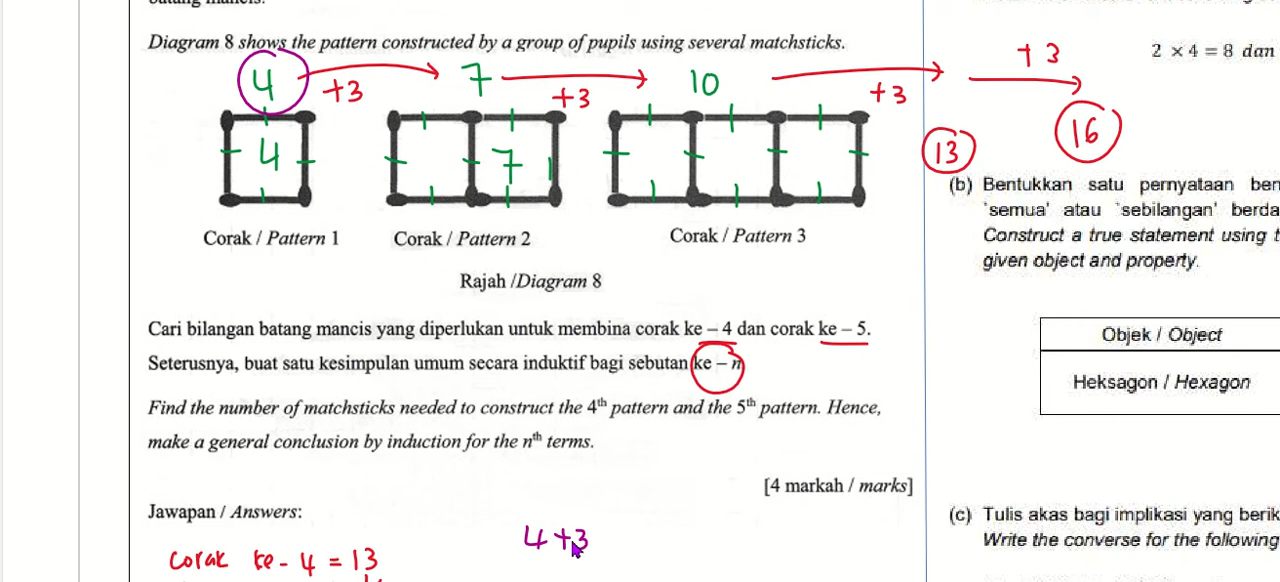 Diagram 8 shows the pattern constructed by a group of pupils using several matchsticks.
4 +3 7 +3 10 +3 13 +3 16
4 7
Corak / Pattern 1 Corak / Pattern 2 Corak / Pattern 3
Rajah /Diagram 8
Cari bilangan batang mancis yang diperlukan untuk membina corak ke – 4 dan corak ke – 5.
Seterusnya, buat satu kesimpulan umum secara induktif bagi sebutan ke – n
Find the number of matchsticks needed to construct the 4th pattern and the 5th pattern. Hence,
make a general conclusion by induction for the nth terms.
[4 markah / marks]
Jawapan / Answers:
4+3
Corak ke - 4 = 13
2 × 4 = 8 dan
(b) Bentukkan satu pernyataan
'semua' atau 'sebilangan'
Construct a true statement using
given object and property.
Objek / Object
Heksagon / Hexagon
(c) Tulis akas bagi implikasi yang
Write the converse for the following